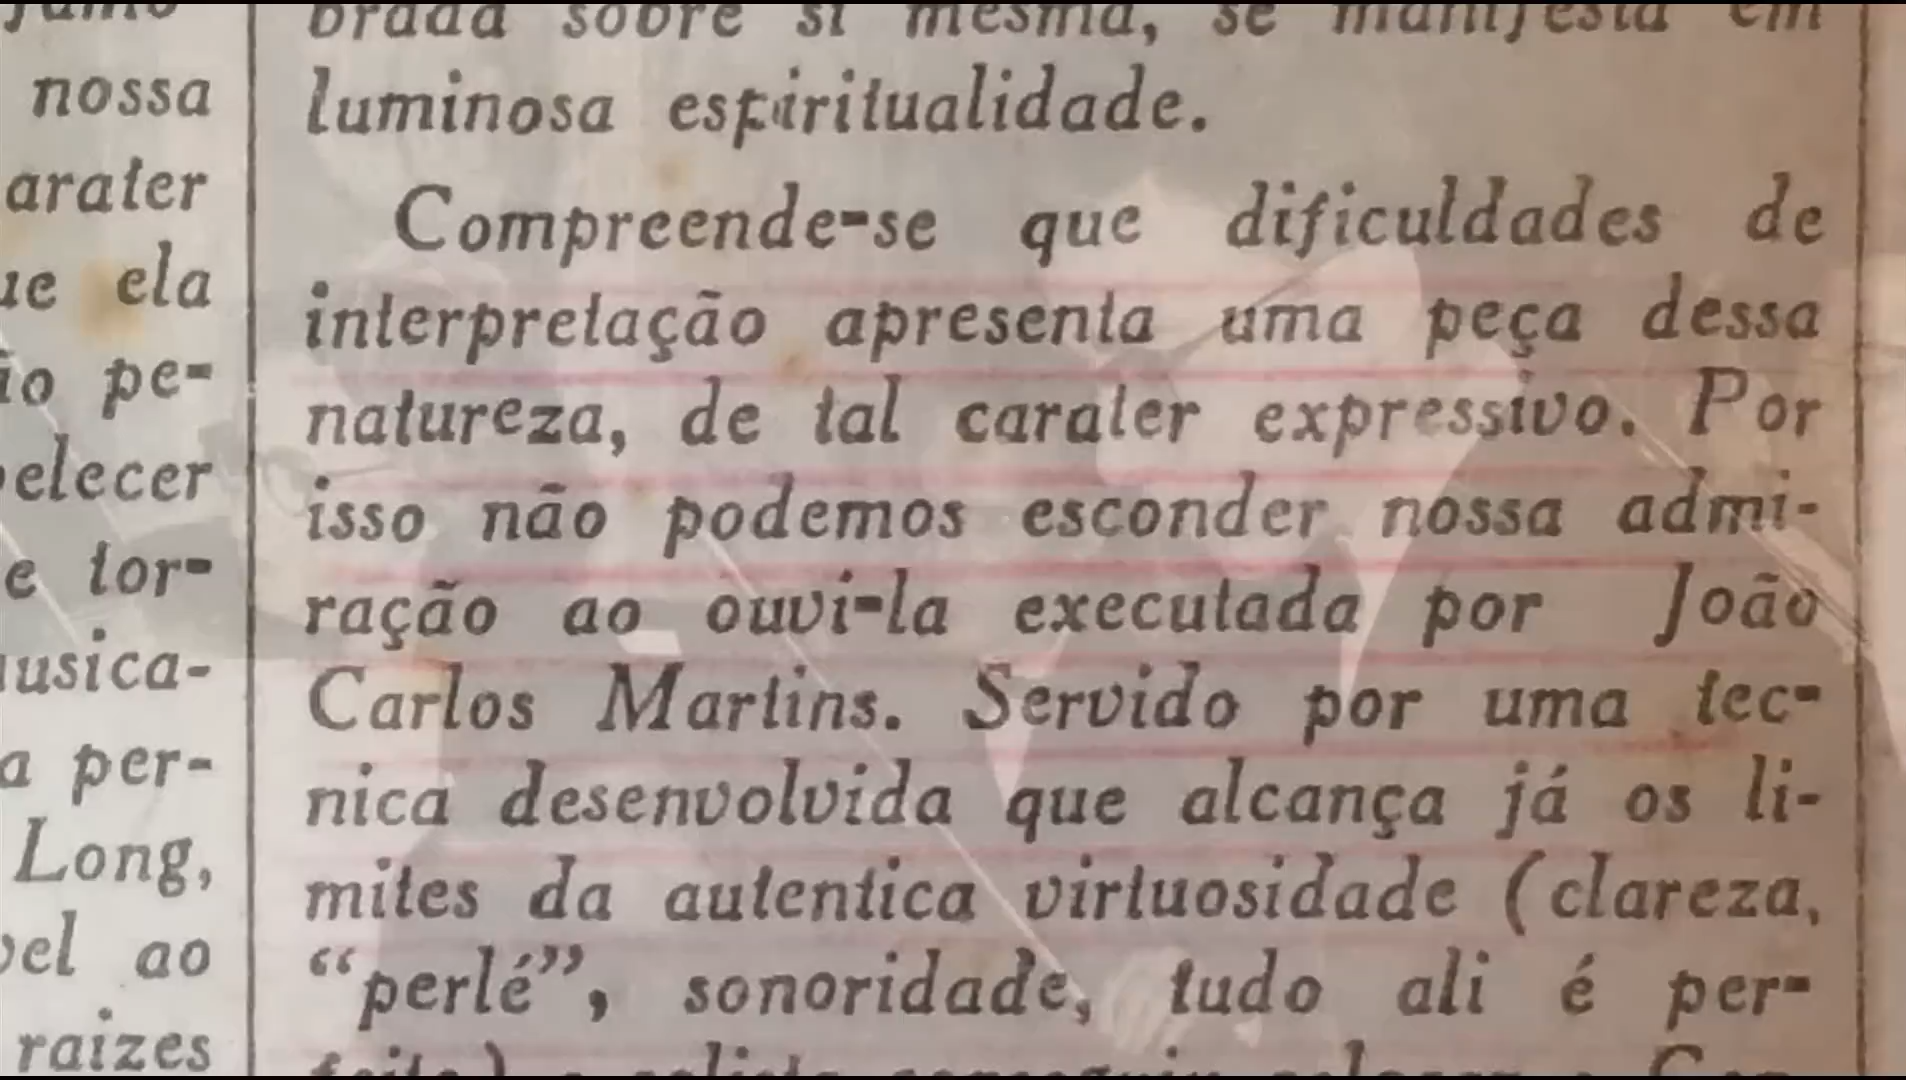 nossa
arater
ela
pe-
elecer
e tor-
usica-
a per-
Long,
ao
raizes
brada sobre si mesma, se manifesta em
luminosa espiritualidade.
Compreende-se que dificuldades de
interpretação apresenta uma peça dessa
natureza, de tal carater expressivo. Por
isso não podemos esconder nossa admi-
ração ao ouvi-la executada por João
Carlos Martins. Servido por uma tec-
nica desenvolvida que alcança já os li-
mites da autentica virtuosidade (clareza,
“perlé”, sonoridade, tudo ali é per-